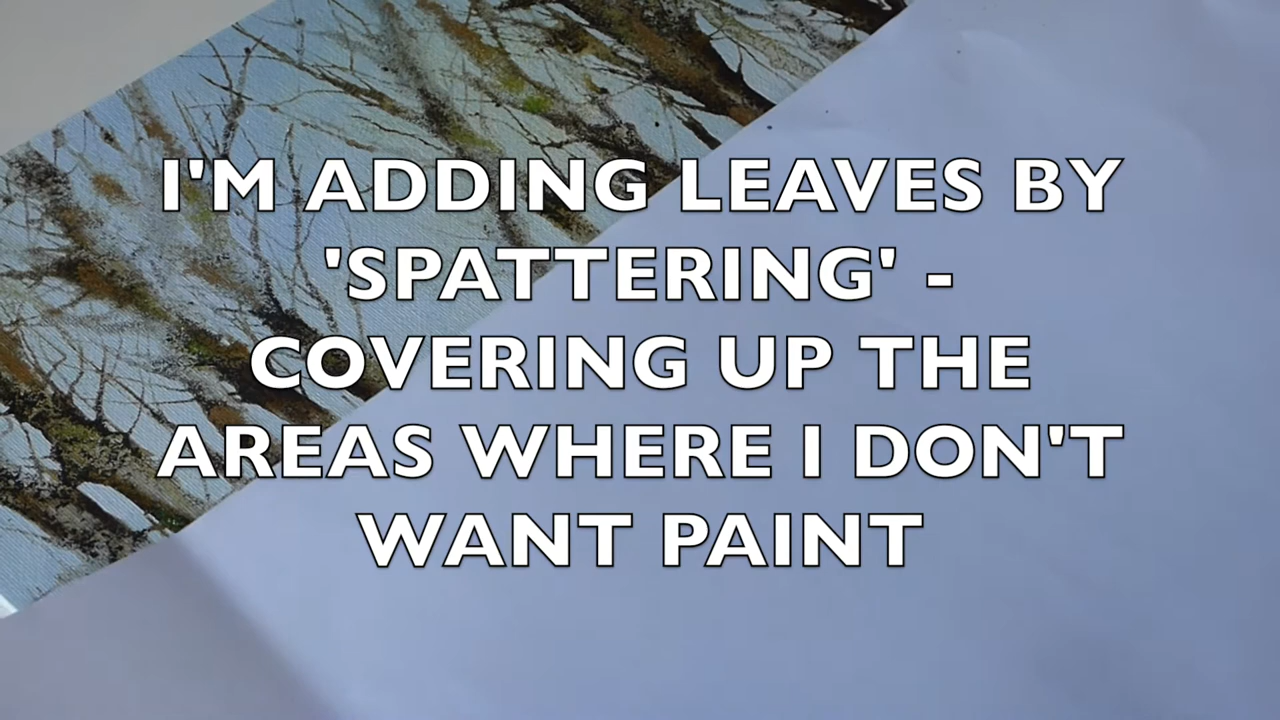 I'M ADDING LEAVES BY
'SPATTERING' -
COVERING UP THE
AREAS WHERE I DON'T
WANT PAINT